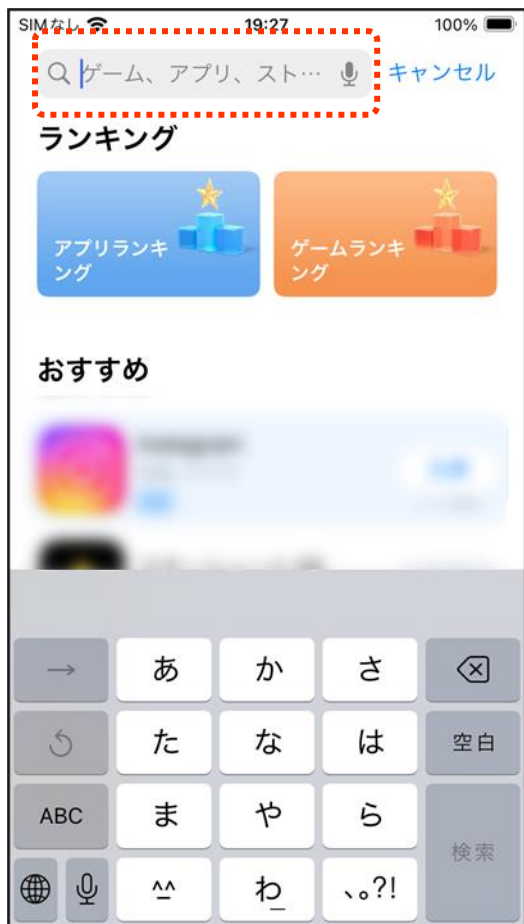 SIMなし 19:27 100%
ゲーム、アプリ、スト… キャンセル
ランキング
アプリランキ
ング
ゲームランキ
ング
おすすめ
→ あ か さ
た な は 空白
ABC ま や ら 検索
^^ わ_ 、。?!